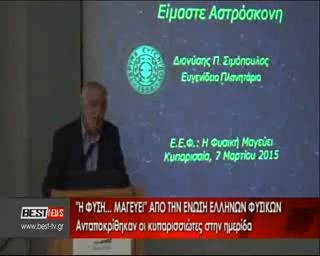 Είμαστε Αστρόσκονη
Διονύσης Π. Σιμόπουλος
Ευγενίδειο Πλανητάριο
Ε.Ε.Φ.: Η Φυσική Μαγεύει
Κυπαρισσία, 7 Μαρτίου 2015
BEST NEWS
www.best-tv.gr
"Η ΦΥΣΗ... ΜΑΓΕΥΕΙ" ΑΠΟ ΤΗΝ ΕΝΩΣΗ ΕΛΛΗΝΩΝ ΦΥΣΙΚΩΝ
Ανταποκρίθηκαν οι κυπαρισσιώτες στην ημερίδα